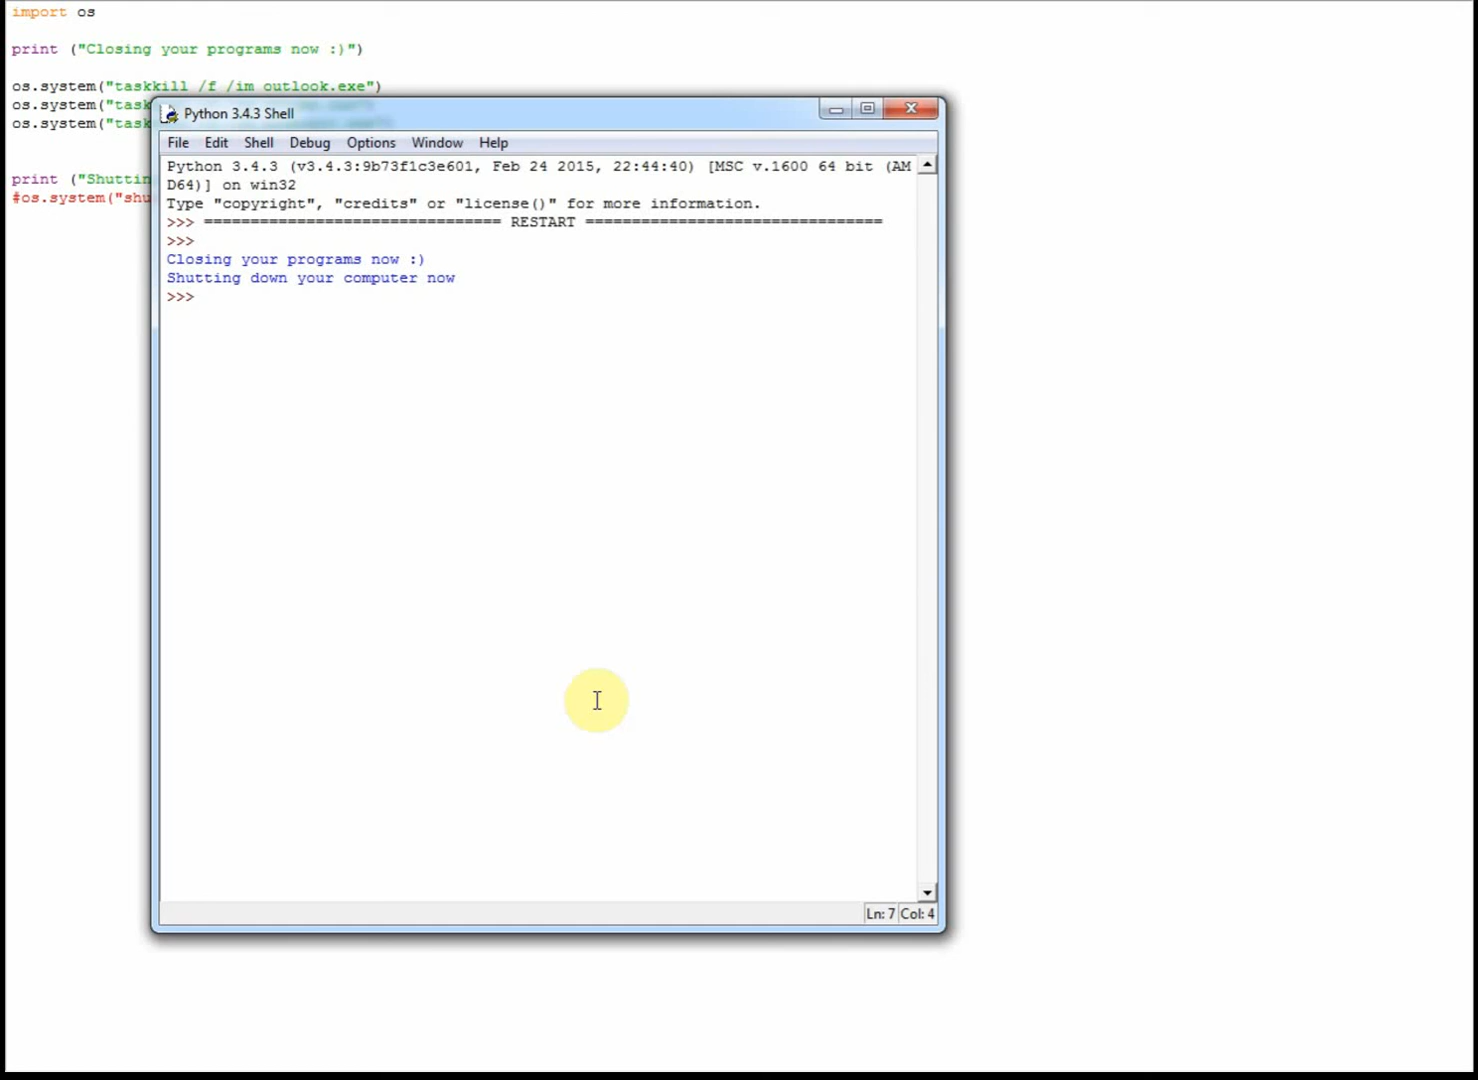 import os
print ("Closing your programs now :)")
os.system("taskkill /f /im outlook.exe")
os.system("task
os.system("task
print ("Shuttin
#os.system("shu
Python 3.4.3 Shell
File Edit Shell Debug Options Window Help
Python 3.4.3 (v3.4.3:9b73f1c3e601, Feb 24 2015, 22:44:40) [MSC v.1600 64 bit (AM
D64)] on win32
Type "copyright", "credits" or "license()" for more information.
>>> ================================ RESTART ================================
>>>
Closing your programs now :)
Shutting down your computer now
>>>
Ln: 7 Col: 4